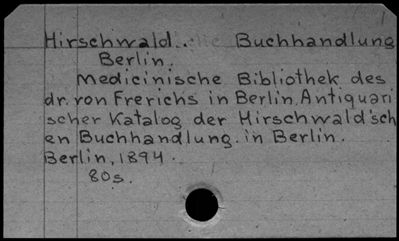 Hirschwald. Buchhandlung
Berlin.
Medicinische Bibliothek des
dr. von Frerichs in Berlin. Antiquari
scher Katalog der Hirschwald'sch
en Buchhandlung. in Berlin.
Berlin, 1894.
80s.